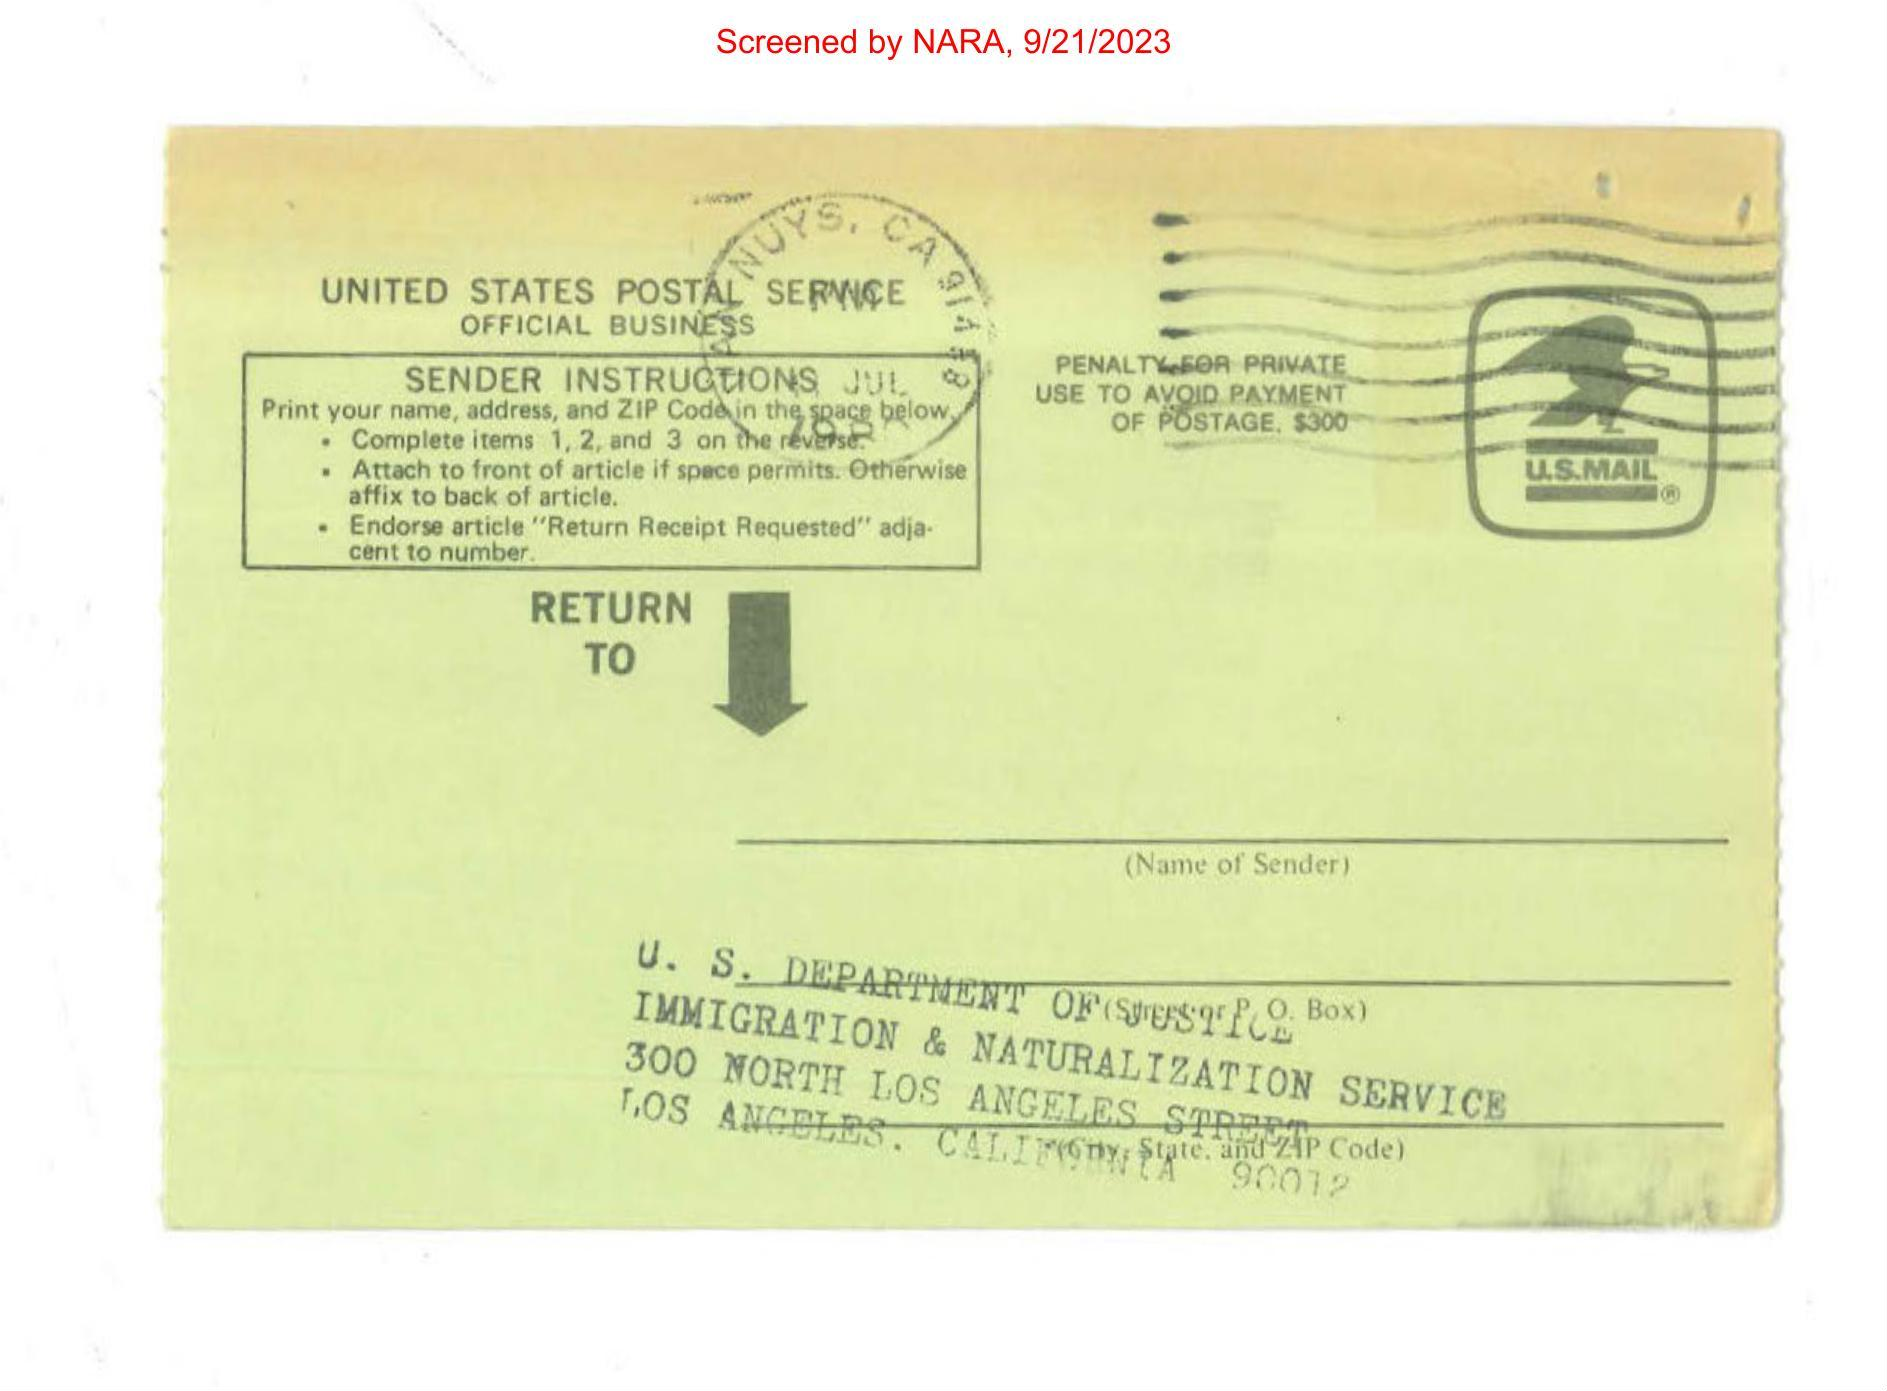 Screened by NARA, 9/21/2023
VAN NUYS, CA 914
PM
JUL
UNITED STATES POSTAL SERVICE
OFFICIAL BUSINESS
SENDER INSTRUCTIONS
Print your name, address, and ZIP Code in the space below.
• Complete items 1, 2, and 3 on the reverse.
• Attach to front of article if space permits. Otherwise
affix to back of article.
• Endorse article "Return Receipt Requested" adja-
cent to number.
PENALTY FOR PRIVATE
USE TO AVOID PAYMENT
OF POSTAGE, $300
U.S.MAIL
®
RETURN
TO
(Name of Sender)
U. S. DEPARTMENT OF JUSTICE
(Street or P. O. Box)
IMMIGRATION & NATURALIZATION SERVICE
300 NORTH LOS ANGELES STREET
LOS ANGELES. CALIFORNIA 90012
(City, State, and ZIP Code)